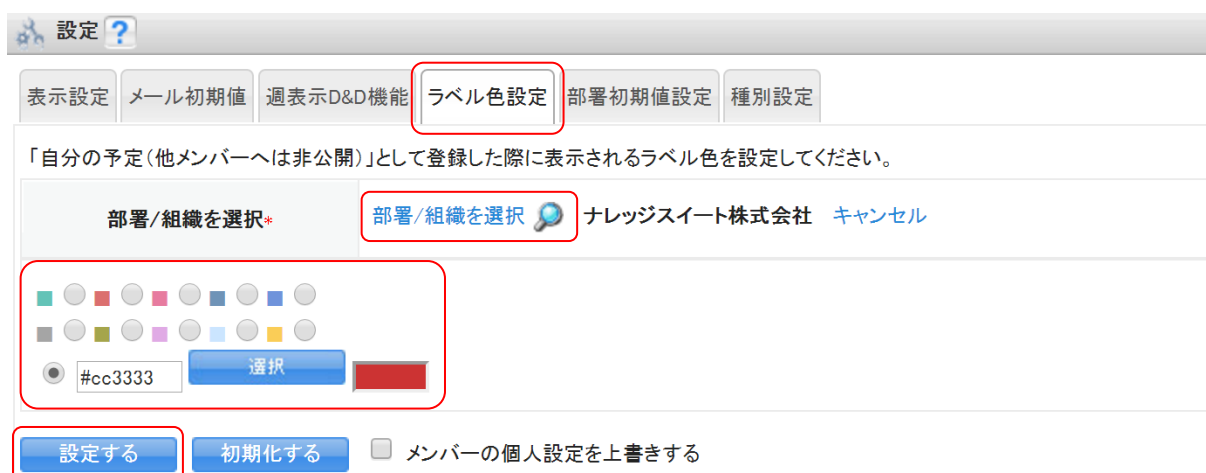 設定 ?
表示設定 メール初期値 週表示D&D機能 ラベル色設定 部署初期値設定 種別設定
「自分の予定(他メンバーへは非公開)」として登録した際に表示されるラベル色を設定してください。
部署/組織を選択* 部署/組織を選択 ナレッジスイート株式会社 キャンセル
#cc3333 選択
設定する 初期化する メンバーの個人設定を上書きする